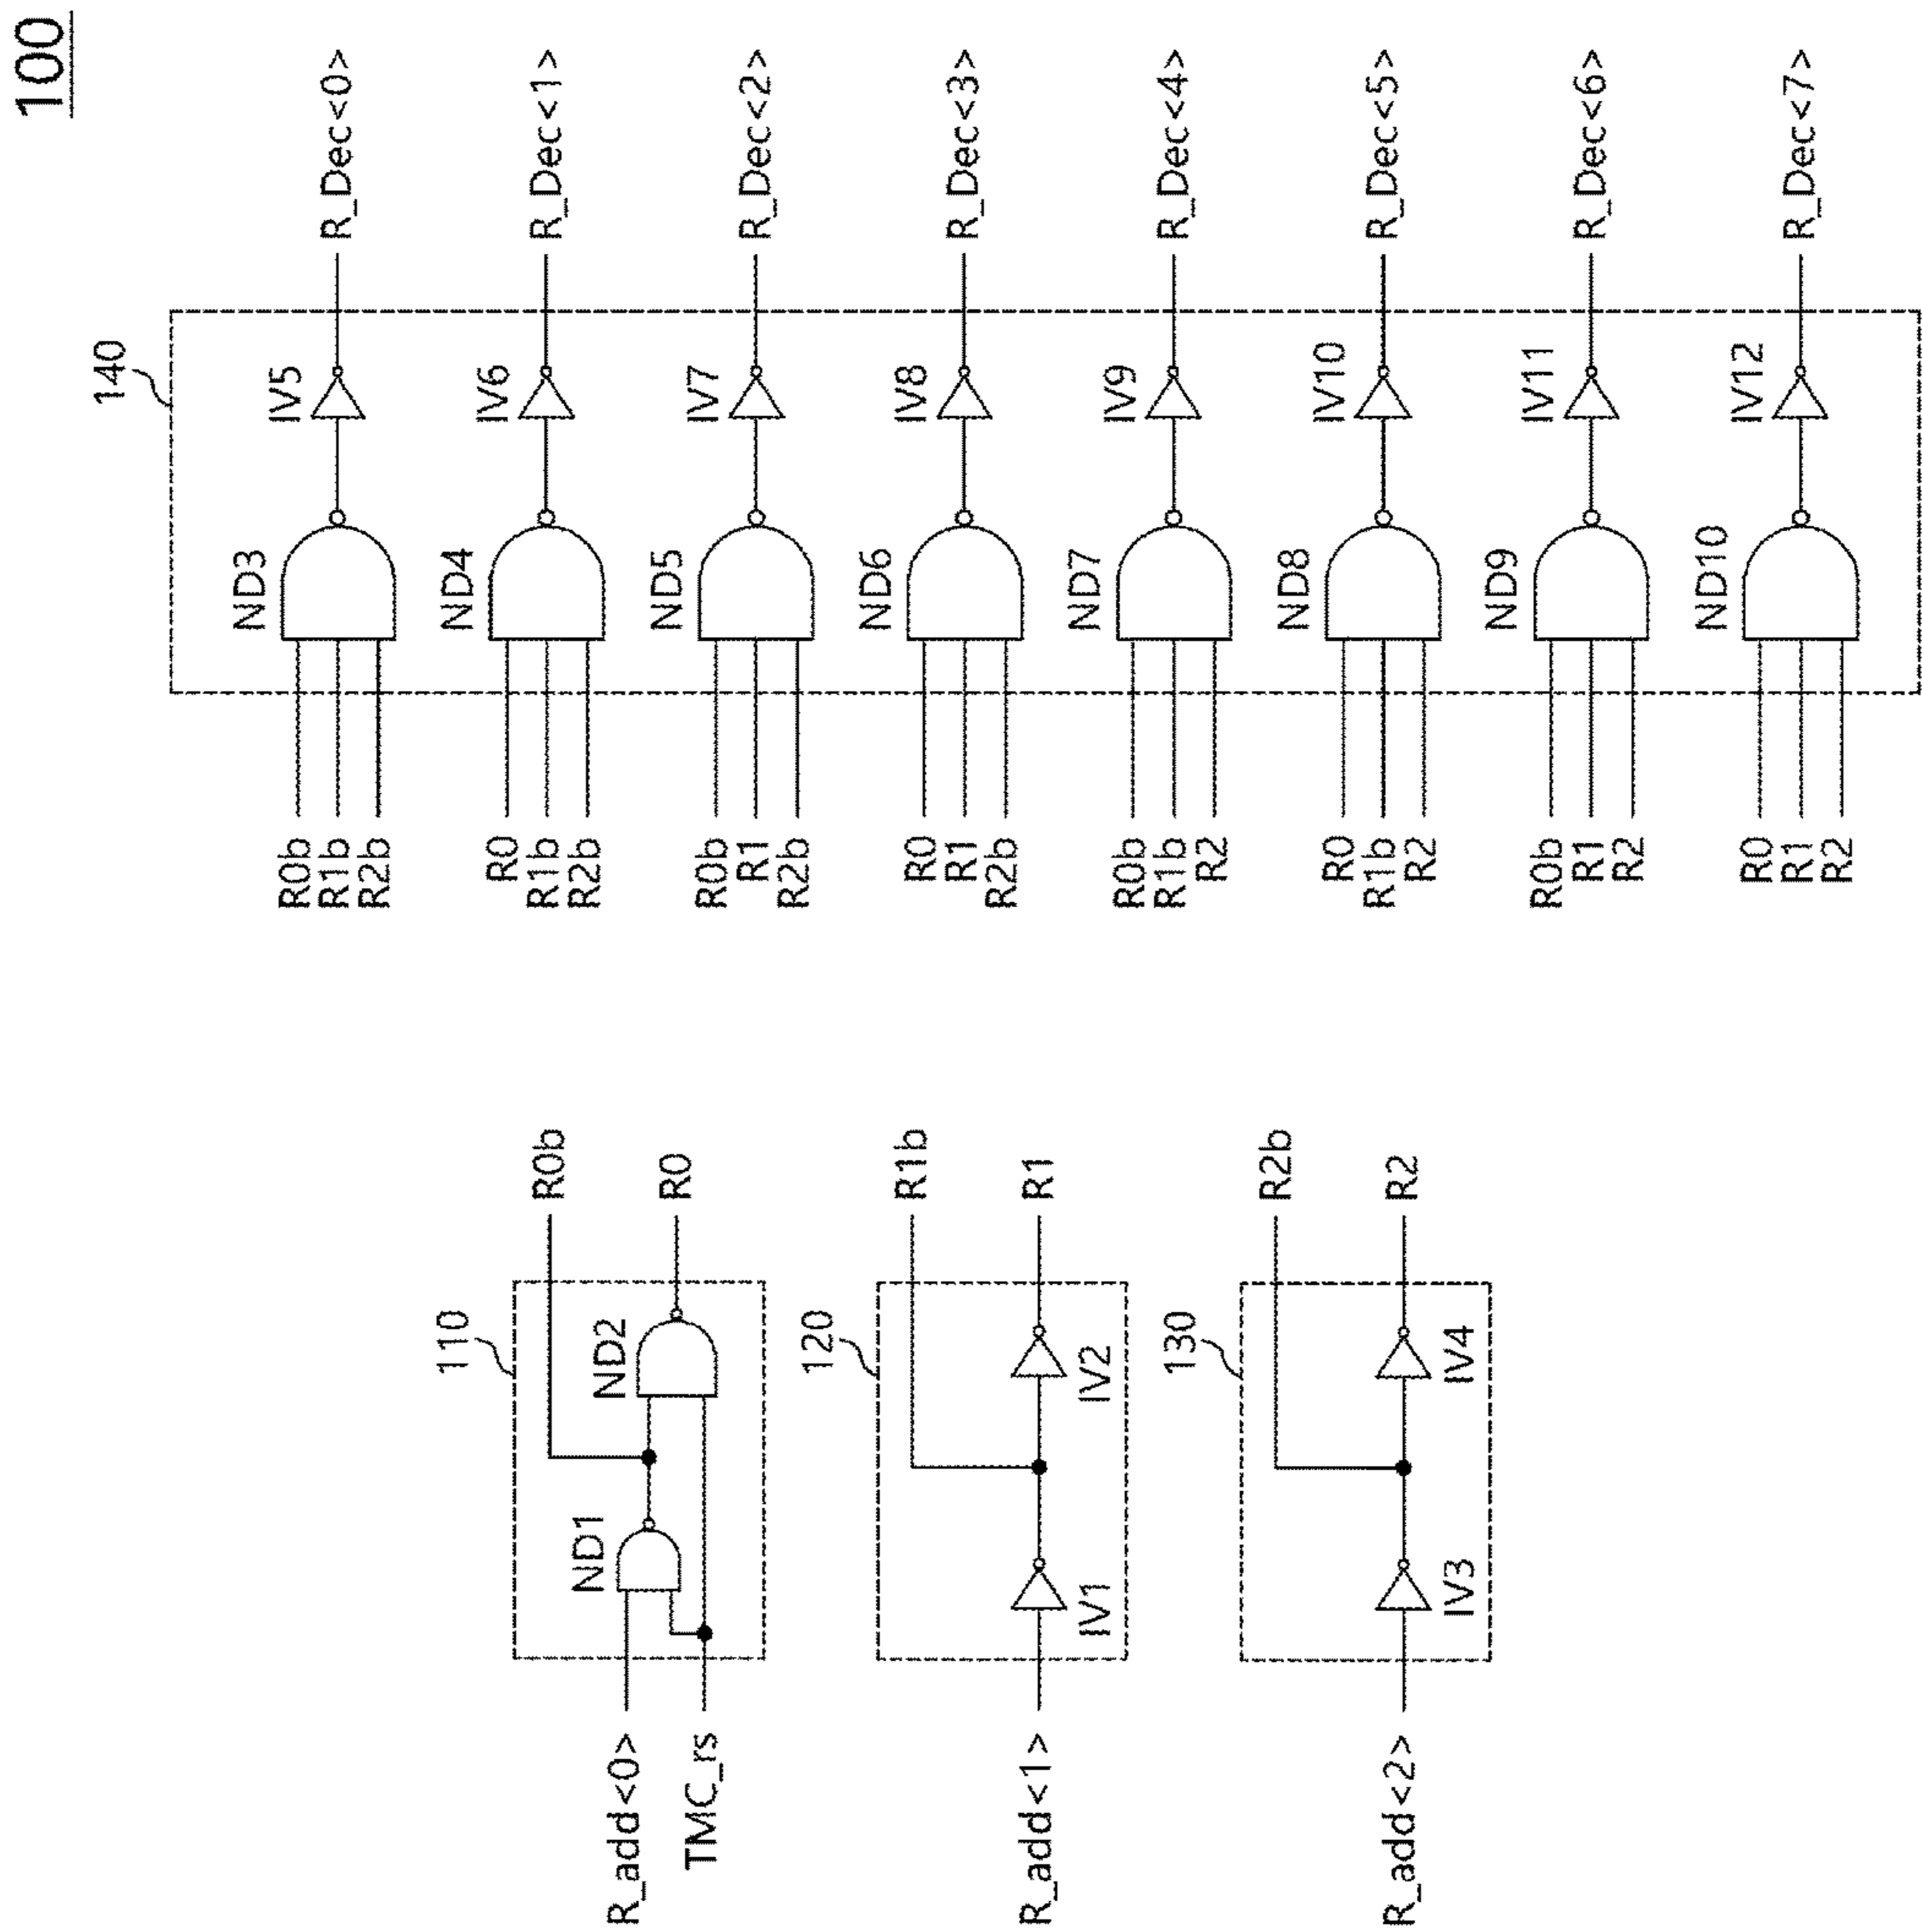 100
110
R_add<0>
TMC_rs
ND1
ND2
R0b
R0
120
R_add<1>
IV1
IV2
R1b
R1
130
R_add<2>
IV3
IV4
R2b
R2
140
R0b
R1b
R2b
ND3
IV5
R_Dec<0>
R0
R1b
R2b
ND4
IV6
R_Dec<1>
R0b
R1
R2b
ND5
IV7
R_Dec<2>
R0
R1
R2b
ND6
IV8
R_Dec<3>
R0b
R1b
R2
ND7
IV9
R_Dec<4>
R0
R1b
R2
ND8
IV10
R_Dec<5>
R0b
R1
R2
ND9
IV11
R_Dec<6>
R0
R1
R2
ND10
IV12
R_Dec<7>